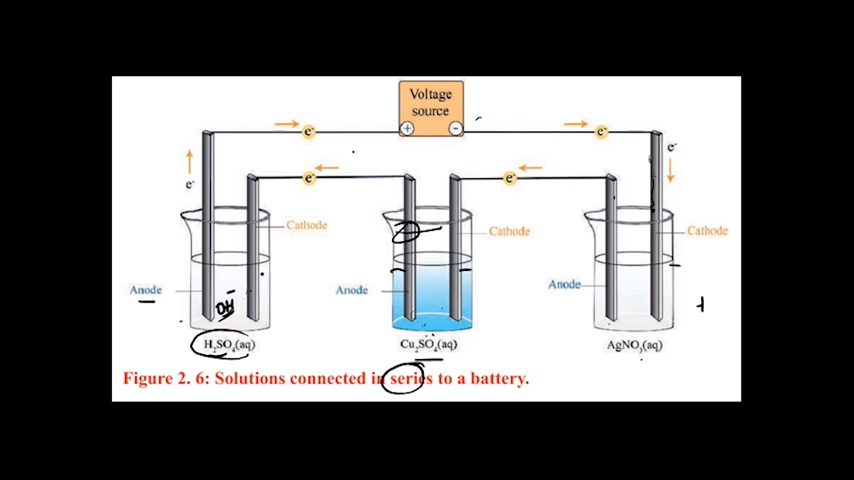 Voltage
source
+ -
e⁻ e⁻
e⁻
e⁻ e⁻
e⁻
Cathode Cathode Cathode
Anode Anode Anode
OH⁻
H₂SO₄(aq) Cu₂SO₄(aq) AgNO₃(aq)
Figure 2. 6: Solutions connected in series to a battery.